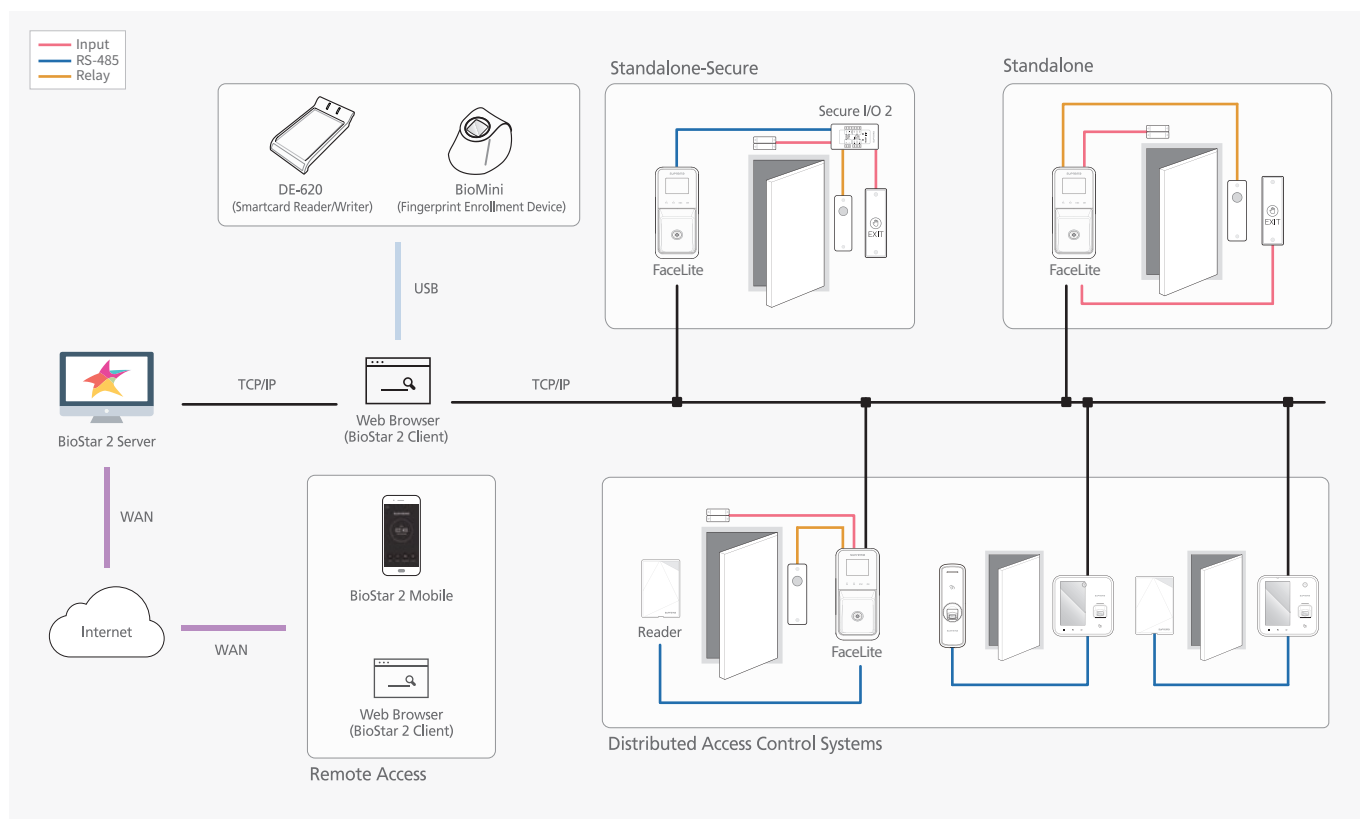 Input
RS-485
Relay
Standalone-Secure
Standalone
Secure I/O 2
DE-620
(Smartcard Reader/Writer)
BioMini
(Fingerprint Enrollment Device)
EXIT
FaceLite
EXIT
FaceLite
USB
TCP/IP
TCP/IP
BioStar 2 Server
Web Browser
(BioStar 2 Client)
WAN
BioStar 2 Mobile
Internet
WAN
Reader
FaceLite
Web Browser
(BioStar 2 Client)
Distributed Access Control Systems
Remote Access